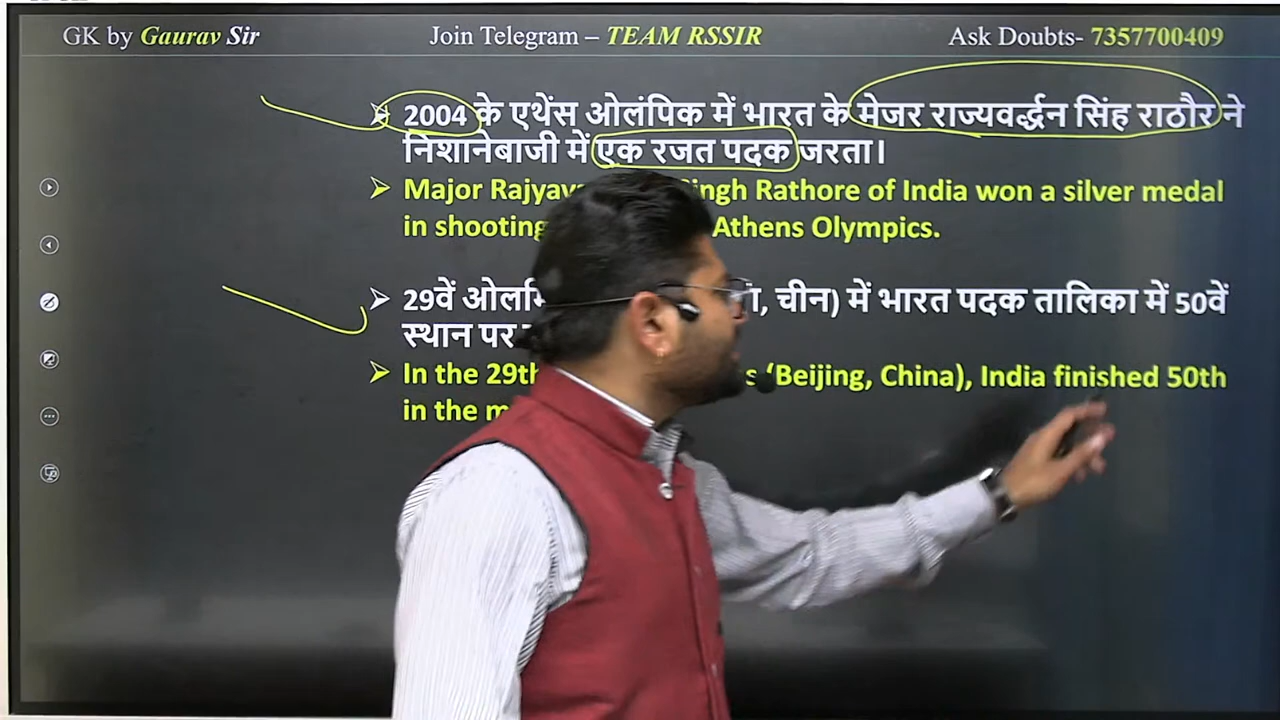 GK by Gaurav Sir
Join Telegram – TEAM RSSIR
Ask Doubts- 7357700409
2004 के एथेंस ओलंपिक में भारत के मेजर राज्यवर्द्धन सिंह राठौर ने
निशानेबाजी में एक रजत पदक जरता।
Major Singh Rathore of India won a silver medal
in shooting Athens Olympics.
29वें चीन) में भारत पदक तालिका में 50वें
स्थान पर
In the 29th (Beijing, China), India finished 50th
in the